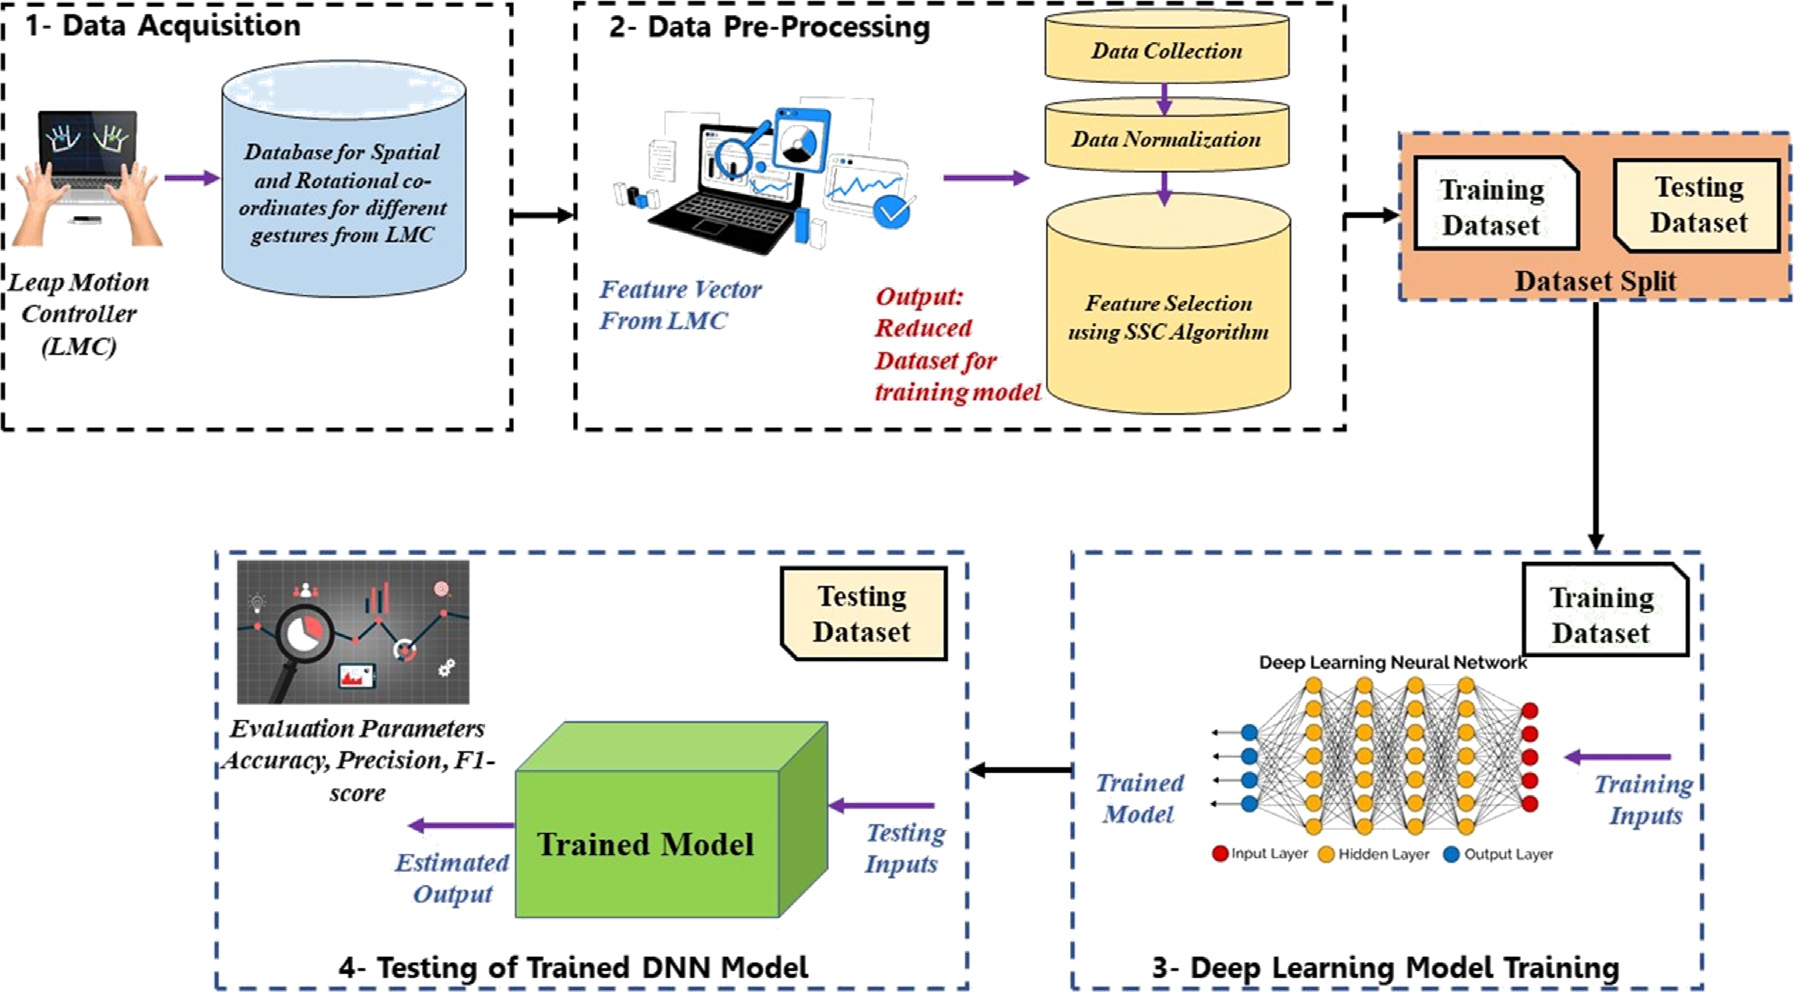 1- Data Acquisition
Database for Spatial
and Rotational co-
ordinates for different
gestures from LMC
Leap Motion
Controller
(LMC)
2- Data Pre-Processing
Feature Vector
From LMC
Output:
Reduced
Dataset for
training model
Data Collection
Data Normalization
Feature Selection
using SSC Algorithm
Training
Dataset
Testing
Dataset
Dataset Split
Training
Dataset
Deep Learning Neural Network
Training
Inputs
Trained
Model
Input Layer
Hidden Layer
Output Layer
3- Deep Learning Model Training
Testing
Dataset
Evaluation Parameters
Accuracy, Precision, F1-
score
Trained Model
Testing
Inputs
Estimated
Output
4- Testing of Trained DNN Model